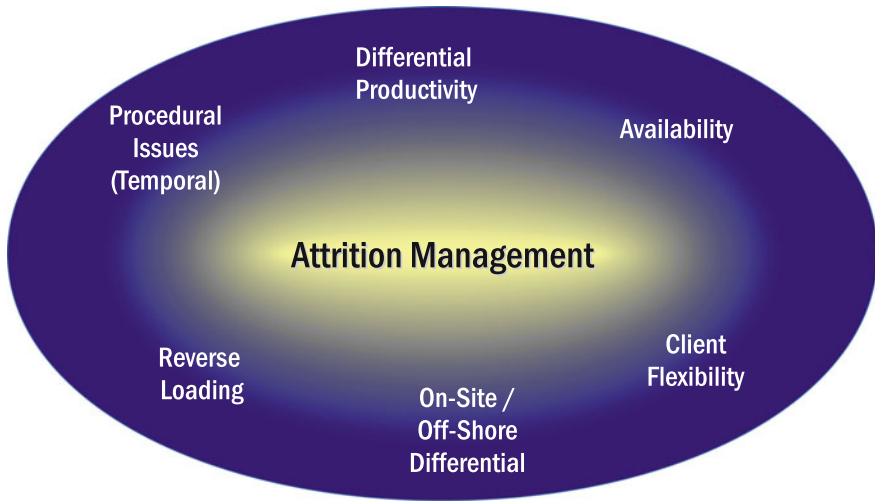 Differential
Productivity
Procedural
Issues
(Temporal)
Availability
Attrition Management
Reverse
Loading
Client
Flexibility
On-Site /
Off-Shore
Differential